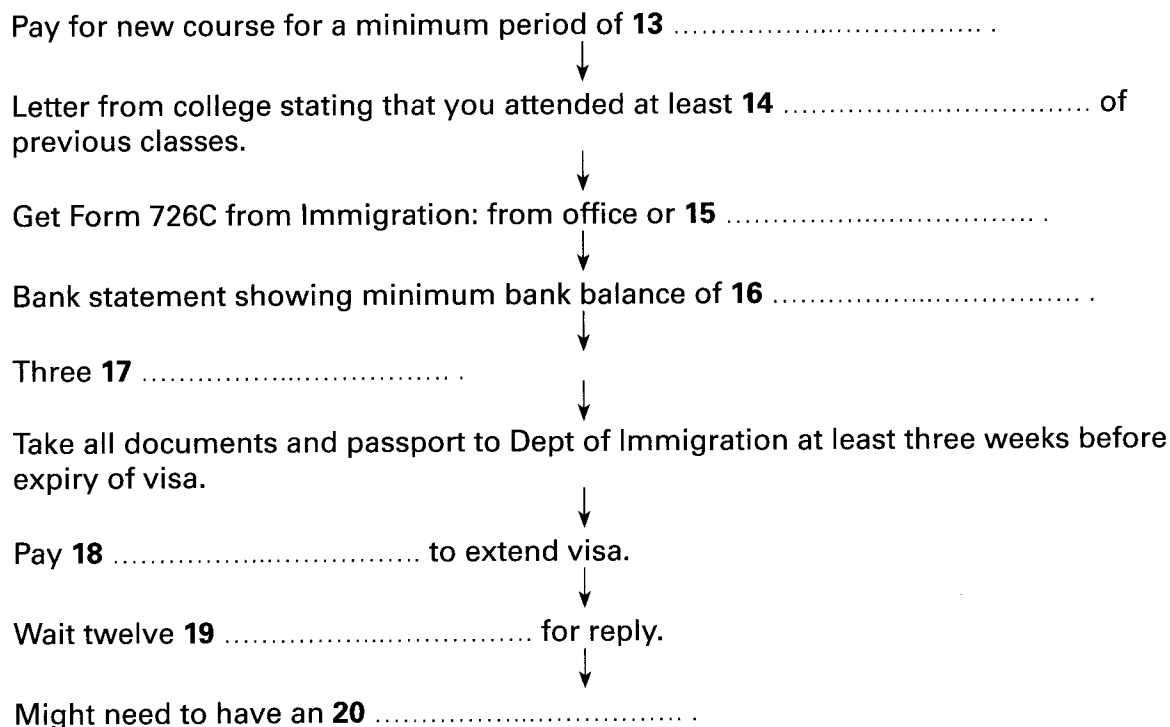 Pay for new course for a minimum period of 13 .................................. .
Letter from college stating that you attended at least 14 .................................. of
previous classes.
Get Form 726C from Immigration: from office or 15 .................................. .
Bank statement showing minimum bank balance of 16 .................................. .
Three 17 .................................. .
Take all documents and passport to Dept of Immigration at least three weeks before
expiry of visa.
Pay 18 .................................. to extend visa.
Wait twelve 19 .................................. for reply.
Might need to have an 20 .................................. .